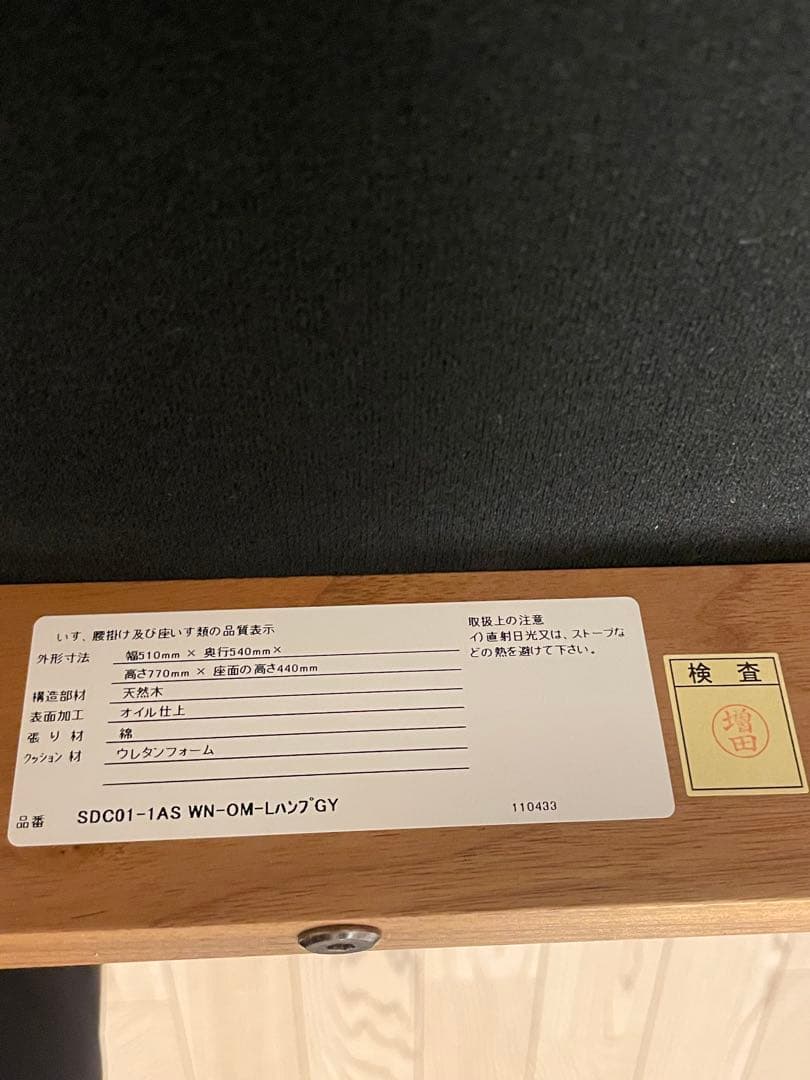 いす、腰掛け及び座いす類の品質表示
外形寸法 幅510mm × 奥行540mm×
高さ770mm × 座面の高さ440mm
構造部材 天然木
表面加工 オイル仕上
張り材 綿
クッション材 ウレタンフォーム
品番 SDC01-1AS WN-OM-LハンプGY
110433
取扱上の注意
イ)直射日光又は、ストーブな
どの熱を避けて下さい。
検査
増田